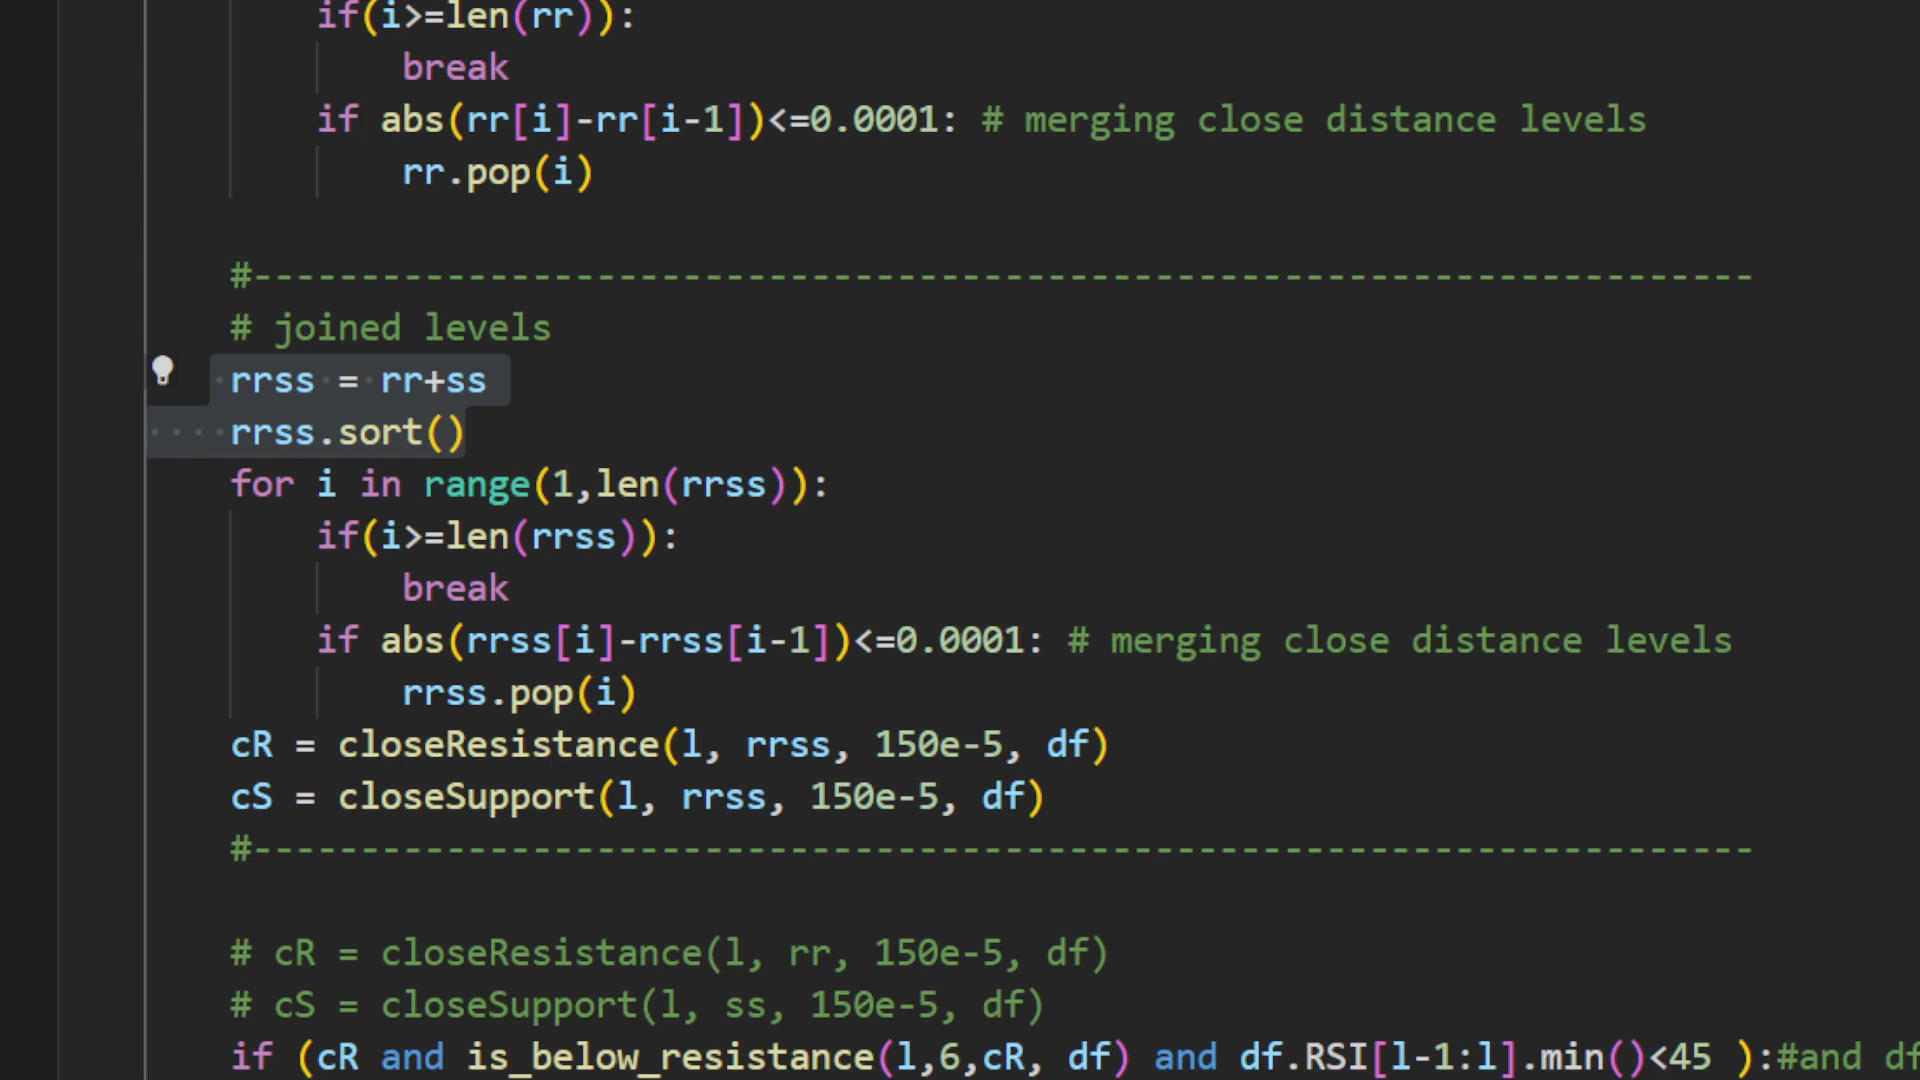 if(i>=len(rr)):
break
if abs(rr[i]-rr[i-1])<=0.0001: # merging close distance levels
rr.pop(i)
#----------------------------------------------------------------------
# joined levels
rrss = rr+ss
rrss.sort()
for i in range(1,len(rrss)):
if(i>=len(rrss)):
break
if abs(rrss[i]-rrss[i-1])<=0.0001: # merging close distance levels
rrss.pop(i)
cR = closeResistance(l, rrss, 150e-5, df)
cS = closeSupport(l, rrss, 150e-5, df)
#----------------------------------------------------------------------
# cR = closeResistance(l, rr, 150e-5, df)
# cS = closeSupport(l, ss, 150e-5, df)
if (cR and is_below_resistance(l,6,cR, df) and df.RSI[l-1:l].min()<45 ):#and df